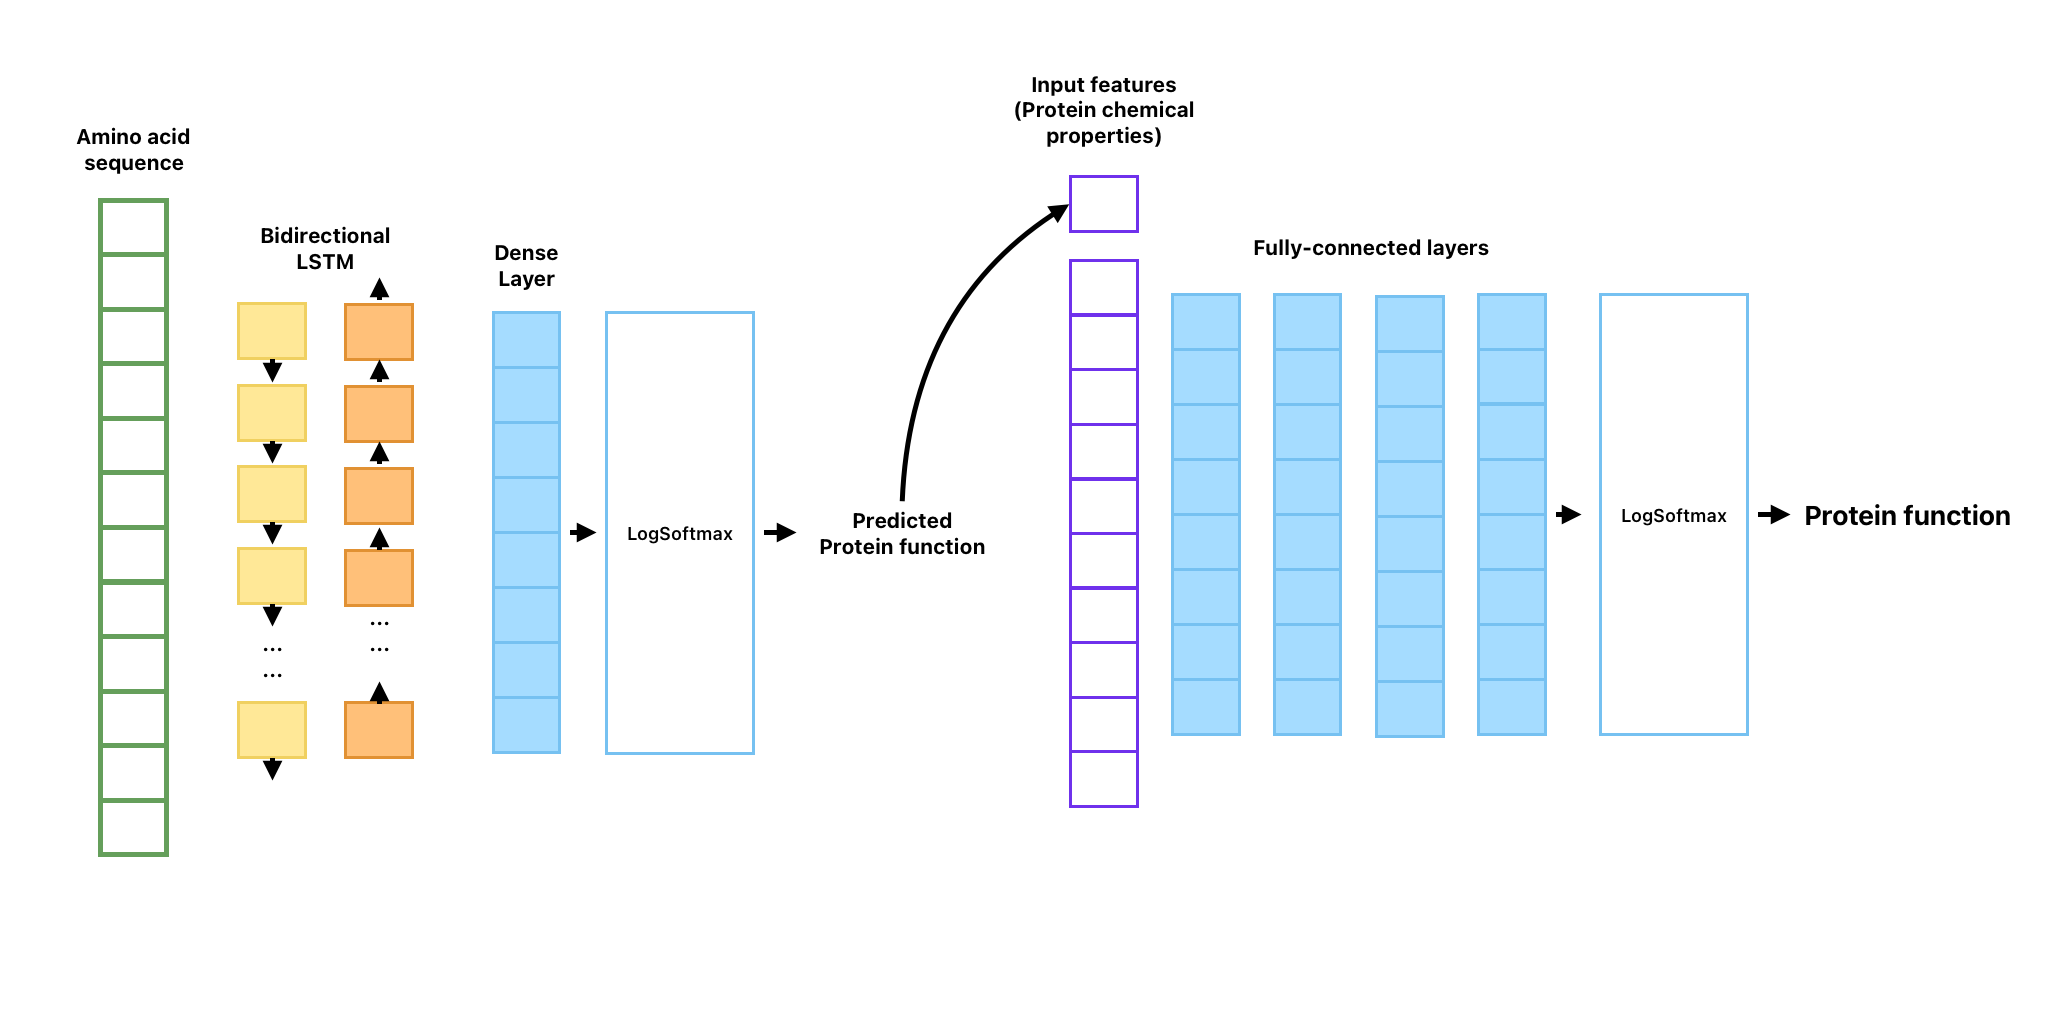 Amino acid
sequence
Bidirectional
LSTM
...
...
...
...
Dense
Layer
LogSoftmax
Predicted
Protein function
Input features
(Protein chemical
properties)
Fully-connected layers
LogSoftmax
Protein function